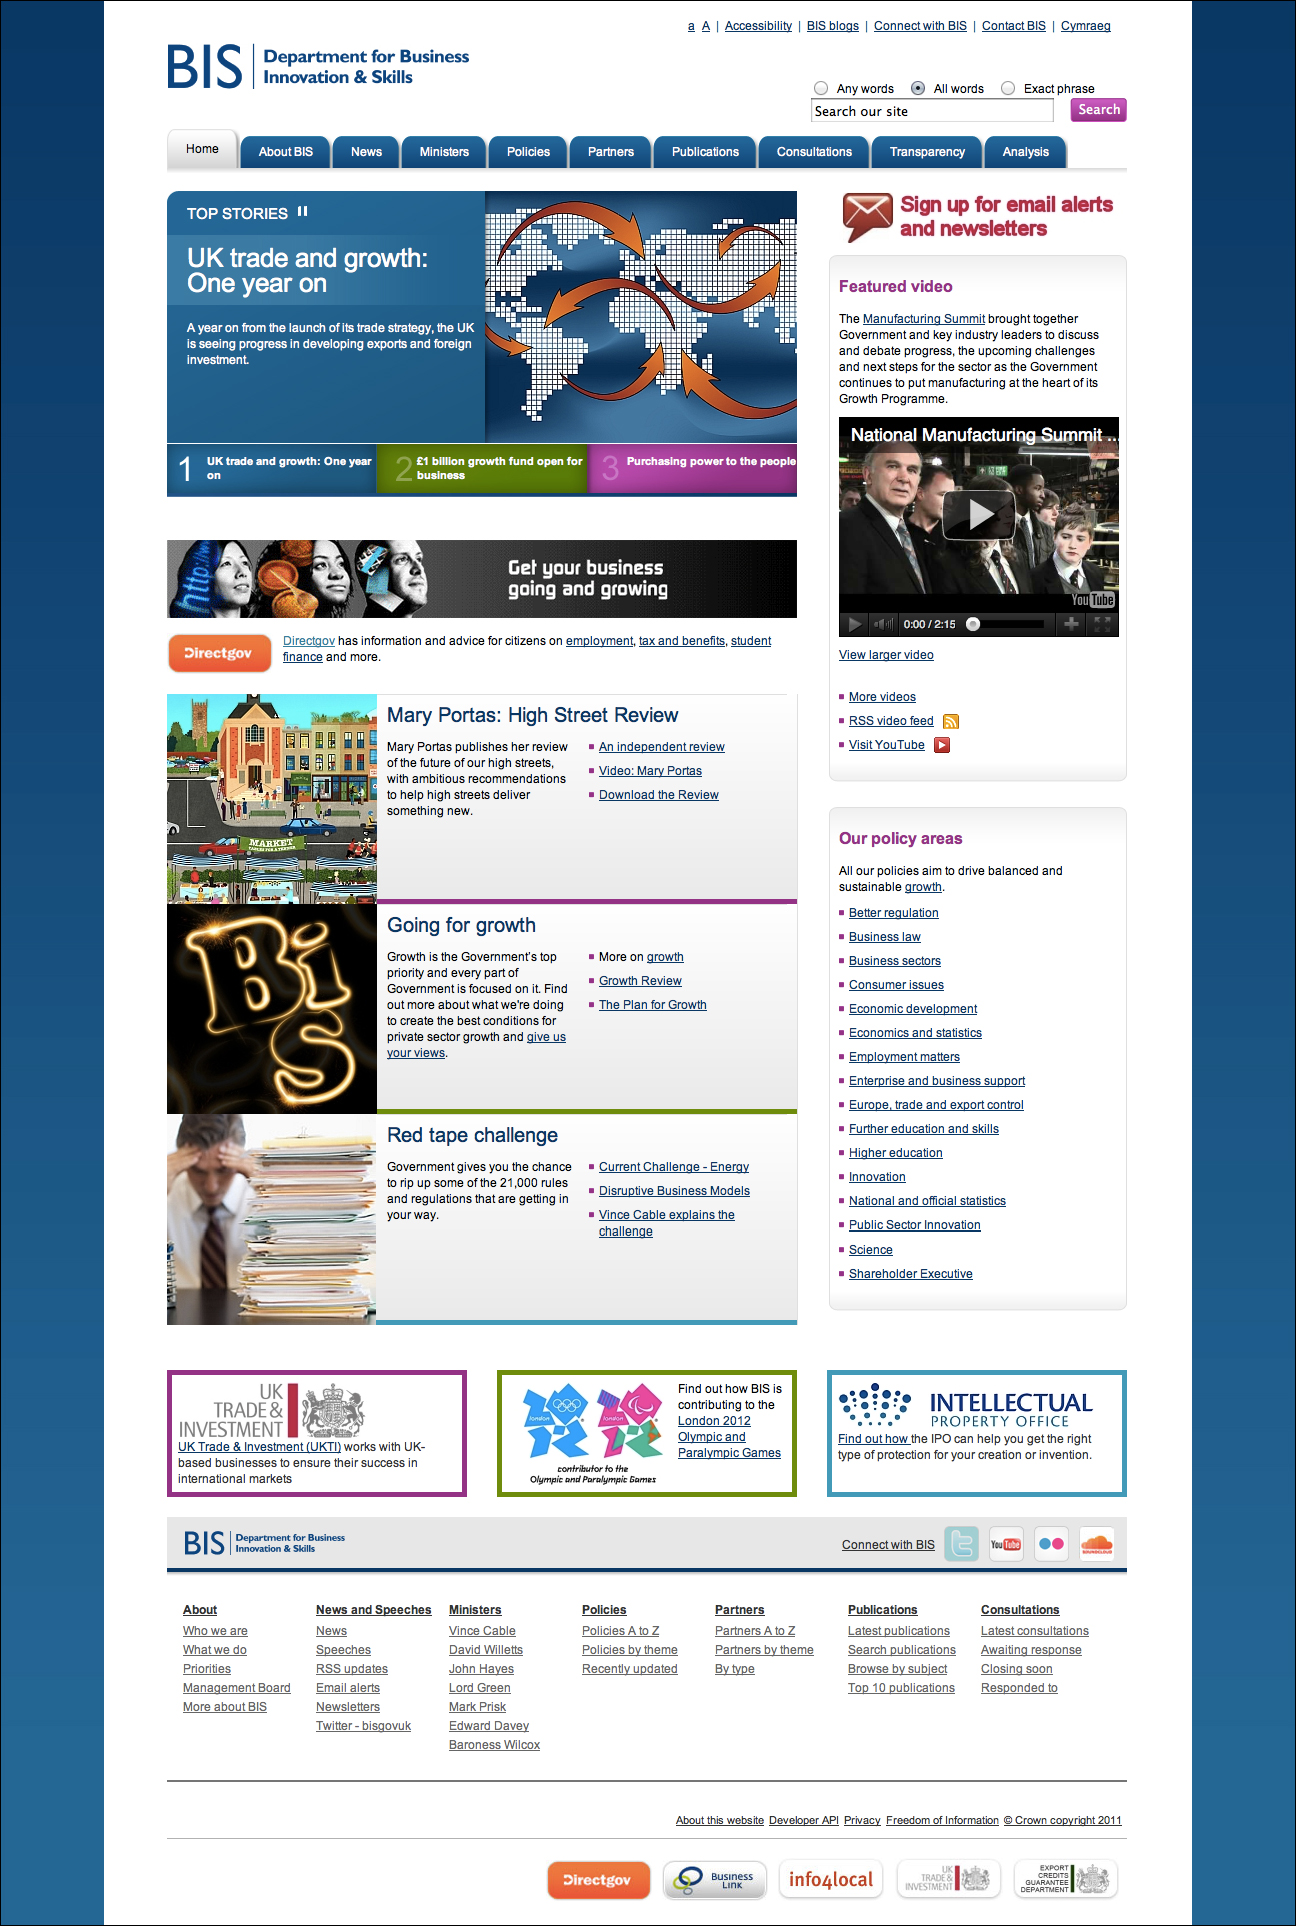 a A | Accessibility | BIS blogs | Connect with BIS | Contact BIS | Cymraeg
BIS
Department for Business
Innovation & Skills
Any words All words Exact phrase
Search our site
Search
Home
About BIS
News
Ministers
Policies
Partners
Publications
Consultations
Transparency
Analysis
TOP STORIES
UK trade and growth:
One year on
A year on from the launch of its trade strategy, the UK
is seeing progress in developing exports and foreign
investment.
1 UK trade and growth: One year
on
2 £1 billion growth fund open for
business
3 Purchasing power to the people
http://w
Get your business
going and growing
Directgov
Directgov has information and advice for citizens on employment, tax and benefits, student
finance and more.
MARKET
Mary Portas: High Street Review
Mary Portas publishes her review
of the future of our high streets,
with ambitious recommendations
to help high streets deliver
something new.
An independent review
Video: Mary Portas
Download the Review
BiS
Going for growth
Growth is the Government's top
priority and every part of
Government is focused on it. Find
out more about what we're doing
to create the best conditions for
private sector growth and give us
your views.
More on growth
Growth Review
The Plan for Growth
Red tape challenge
Government gives you the chance
to rip up some of the 21,000 rules
and regulations that are getting in
your way.
Current Challenge - Energy
Disruptive Business Models
Vince Cable explains the
challenge
Sign up for email alerts
and newsletters
Featured video
The Manufacturing Summit brought together
Government and key industry leaders to discuss
and debate progress, the upcoming challenges
and next steps for the sector as the Government
continues to put manufacturing at the heart of its
Growth Programme.
National Manufacturing Summit ...
YouTube
0:00 / 2:15
View larger video
More videos
RSS video feed
Visit YouTube
Our policy areas
All our policies aim to drive balanced and
sustainable growth.
Better regulation
Business law
Business sectors
Consumer issues
Economic development
Economics and statistics
Employment matters
Enterprise and business support
Europe, trade and export control
Further education and skills
Higher education
Innovation
National and official statistics
Public Sector Innovation
Science
Shareholder Executive
UK
TRADE &
INVESTMENT
UK Trade & Investment (UKTI) works with UK-
based businesses to ensure their success in
international markets
london
london
contributor to the
Olympic and Paralympic Games
Find out how BIS is
contributing to the
London 2012
Olympic and
Paralympic Games
INTELLECTUAL
PROPERTY OFFICE
Find out how the IPO can help you get the right
type of protection for your creation or invention.
BIS
Department for Business
Innovation & Skills
Connect with BIS
t
YouTube
SOUNDCLOUD
About
Who we are
What we do
Priorities
Management Board
More about BIS
News and Speeches
News
Speeches
RSS updates
Email alerts
Newsletters
Twitter - bisgovuk
Ministers
Vince Cable
David Willetts
John Hayes
Lord Green
Mark Prisk
Edward Davey
Baroness Wilcox
Policies
Policies A to Z
Policies by theme
Recently updated
Partners
Partners A to Z
Partners by theme
By type
Publications
Latest publications
Search publications
Browse by subject
Top 10 publications
Consultations
Latest consultations
Awaiting response
Closing soon
Responded to
About this website Developer API Privacy Freedom of Information © Crown copyright 2011
Directgov
Business
Link
info4local
UK
TRADE &
INVESTMENT
EXPORT
CREDITS
GUARANTEE
DEPARTMENT